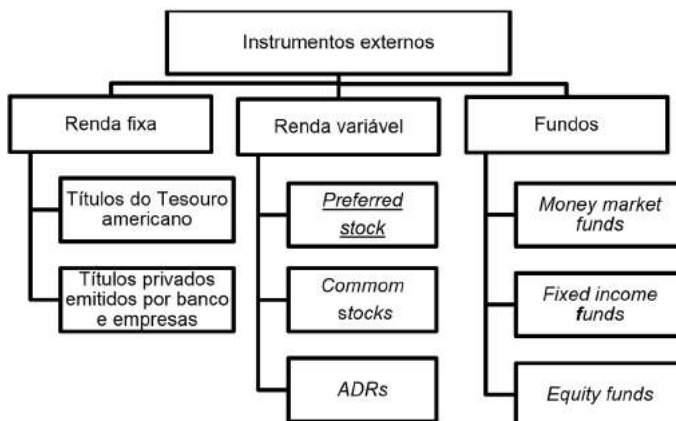 Instrumentos externos
Renda fixa
Renda variável
Fundos
Títulos do Tesouro
americano
Títulos privados
emitidos por banco
e empresas
Preferred
stock
Commom
stocks
ADRs
Money market
funds
Fixed income
funds
Equity funds